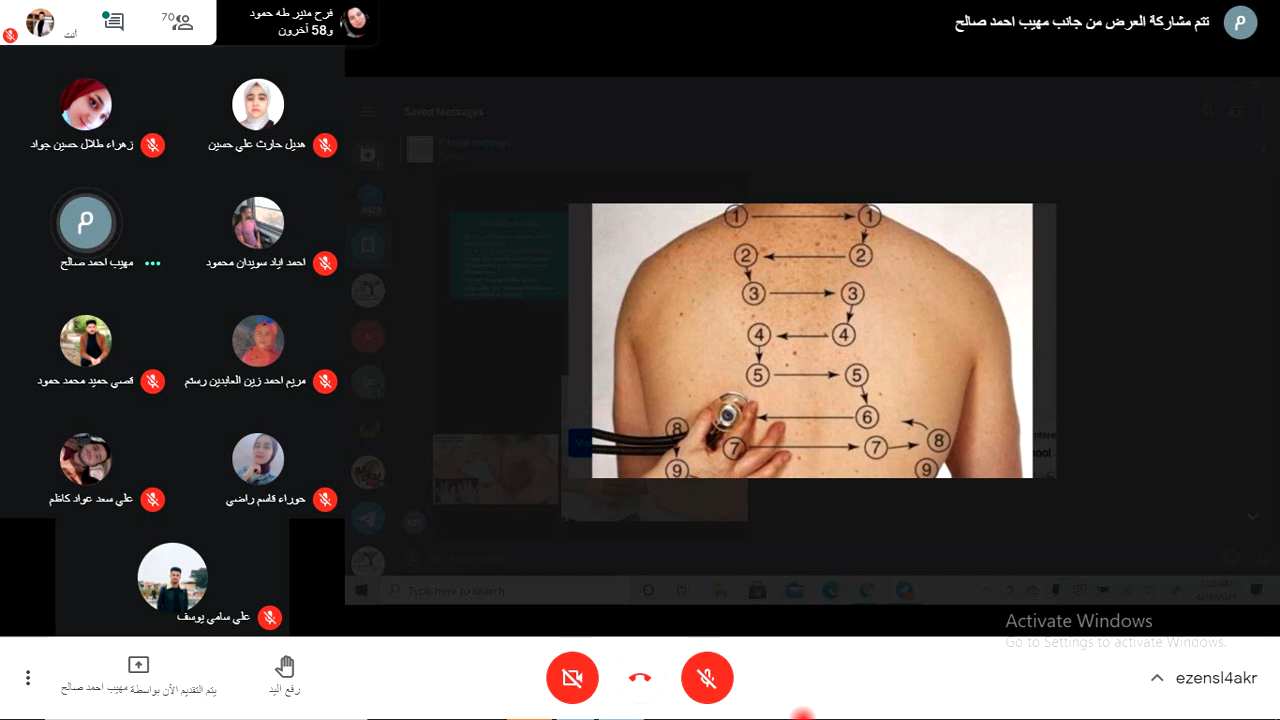 فرح منير طه حمود
و58 آخرون
70
أنت
تتم مشاركة العرض من جانب مهيب احمد صالح
م
هديل حارث علي حسين
زهراء طلال حسين جواد
م
احمد اياد سويدان محمود
مهيب احمد صالح
مريم احمد زين العابدين رستم
قصي حميد محمد حمود
حوراء قاسم راضي
علي سعد عواد كاظم
علي سامي يوسف
Saved Messages
1 1
2 2
3 3
4 4
5 5
6
8 7 7 8
9 9
Type here to search
Activate Windows
Go to Settings to activate Windows.
يتم التقديم الآن بواسطة مهيب احمد صالح
رفع اليد
ezensl4akr